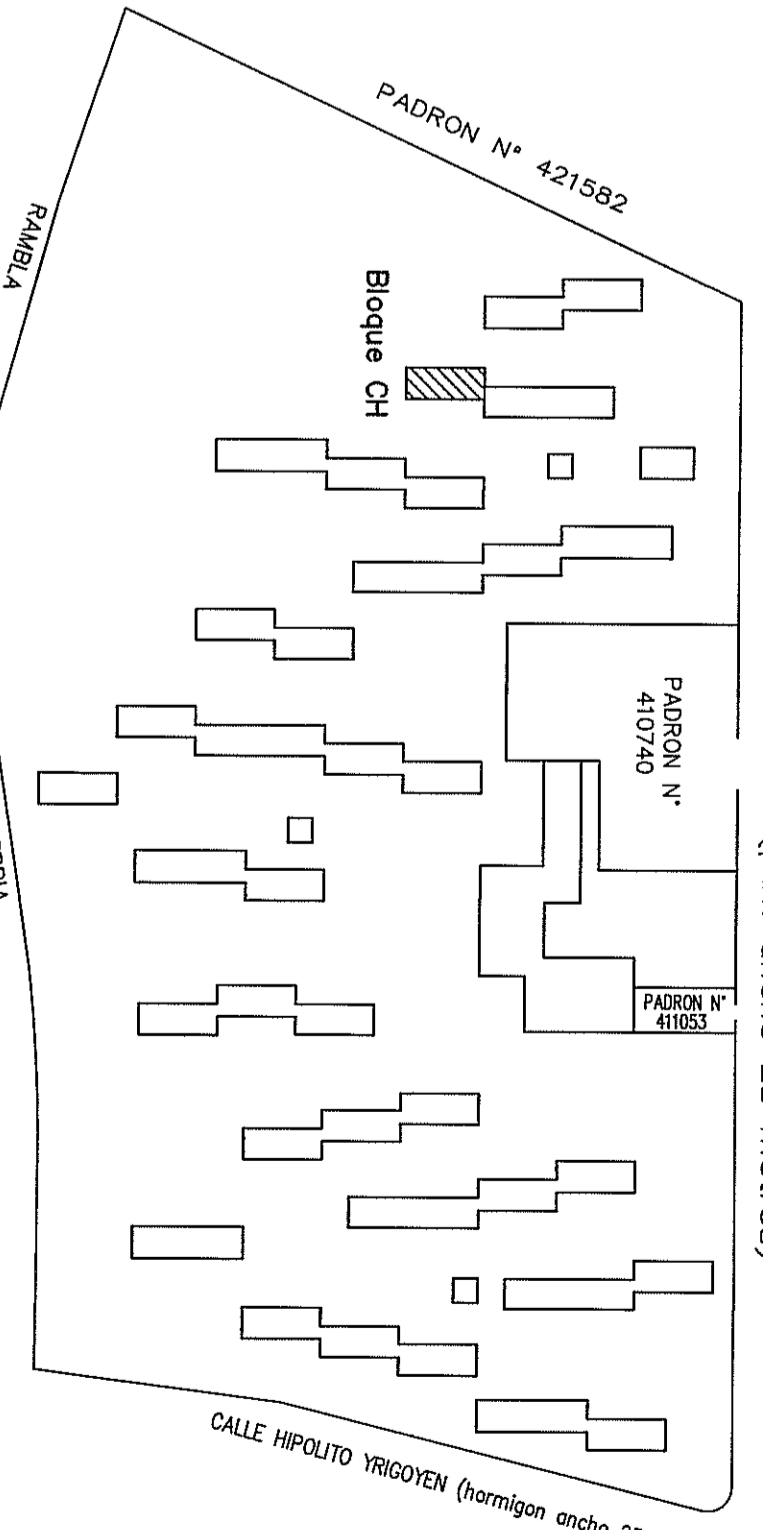 PADRON N° 421582
RAMBLA
Bloque CH
PADRON N°
410740
PADRON N°
411053
CALLE HIPOLITO YRIGOYEN (hormigon ancho